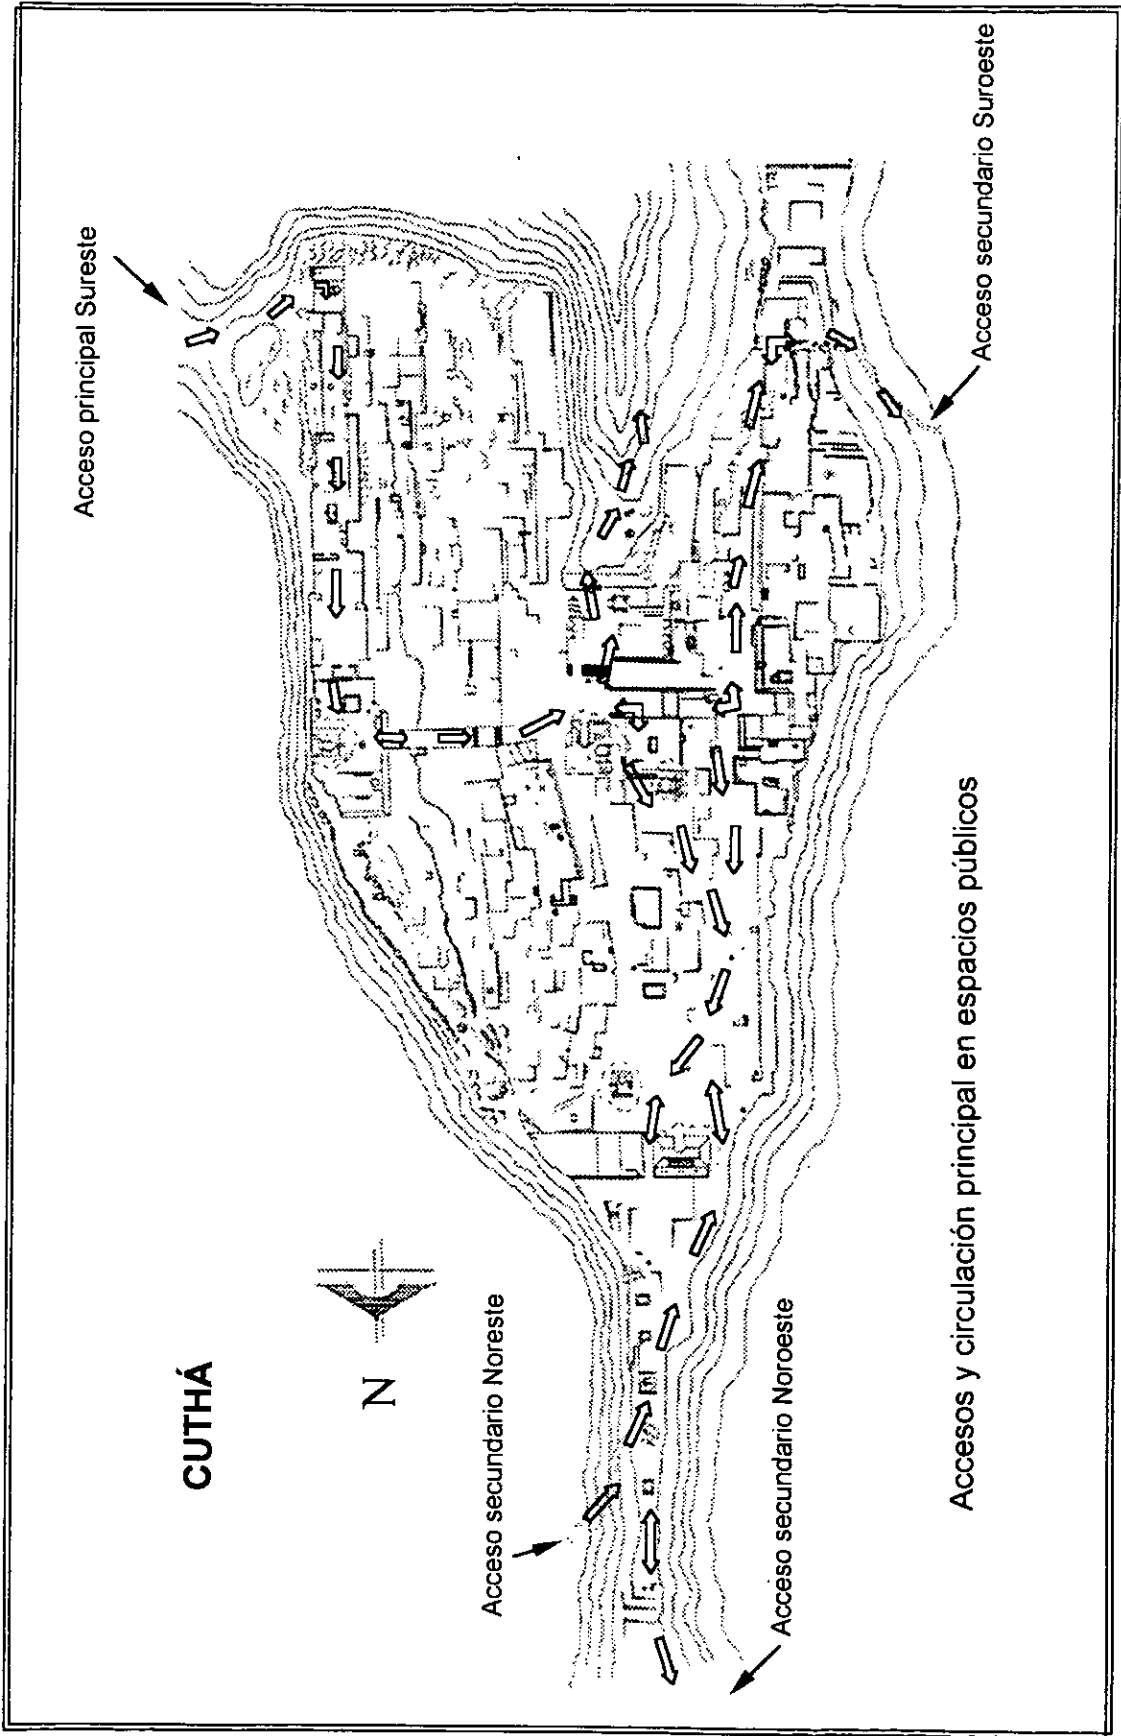 CUTHÁ
N
Acceso principal Sureste
Acceso secundario Noreste
Acceso secundario Noroeste
Acceso secundario Suroeste
Accesos y circulación principal en espacios públicos